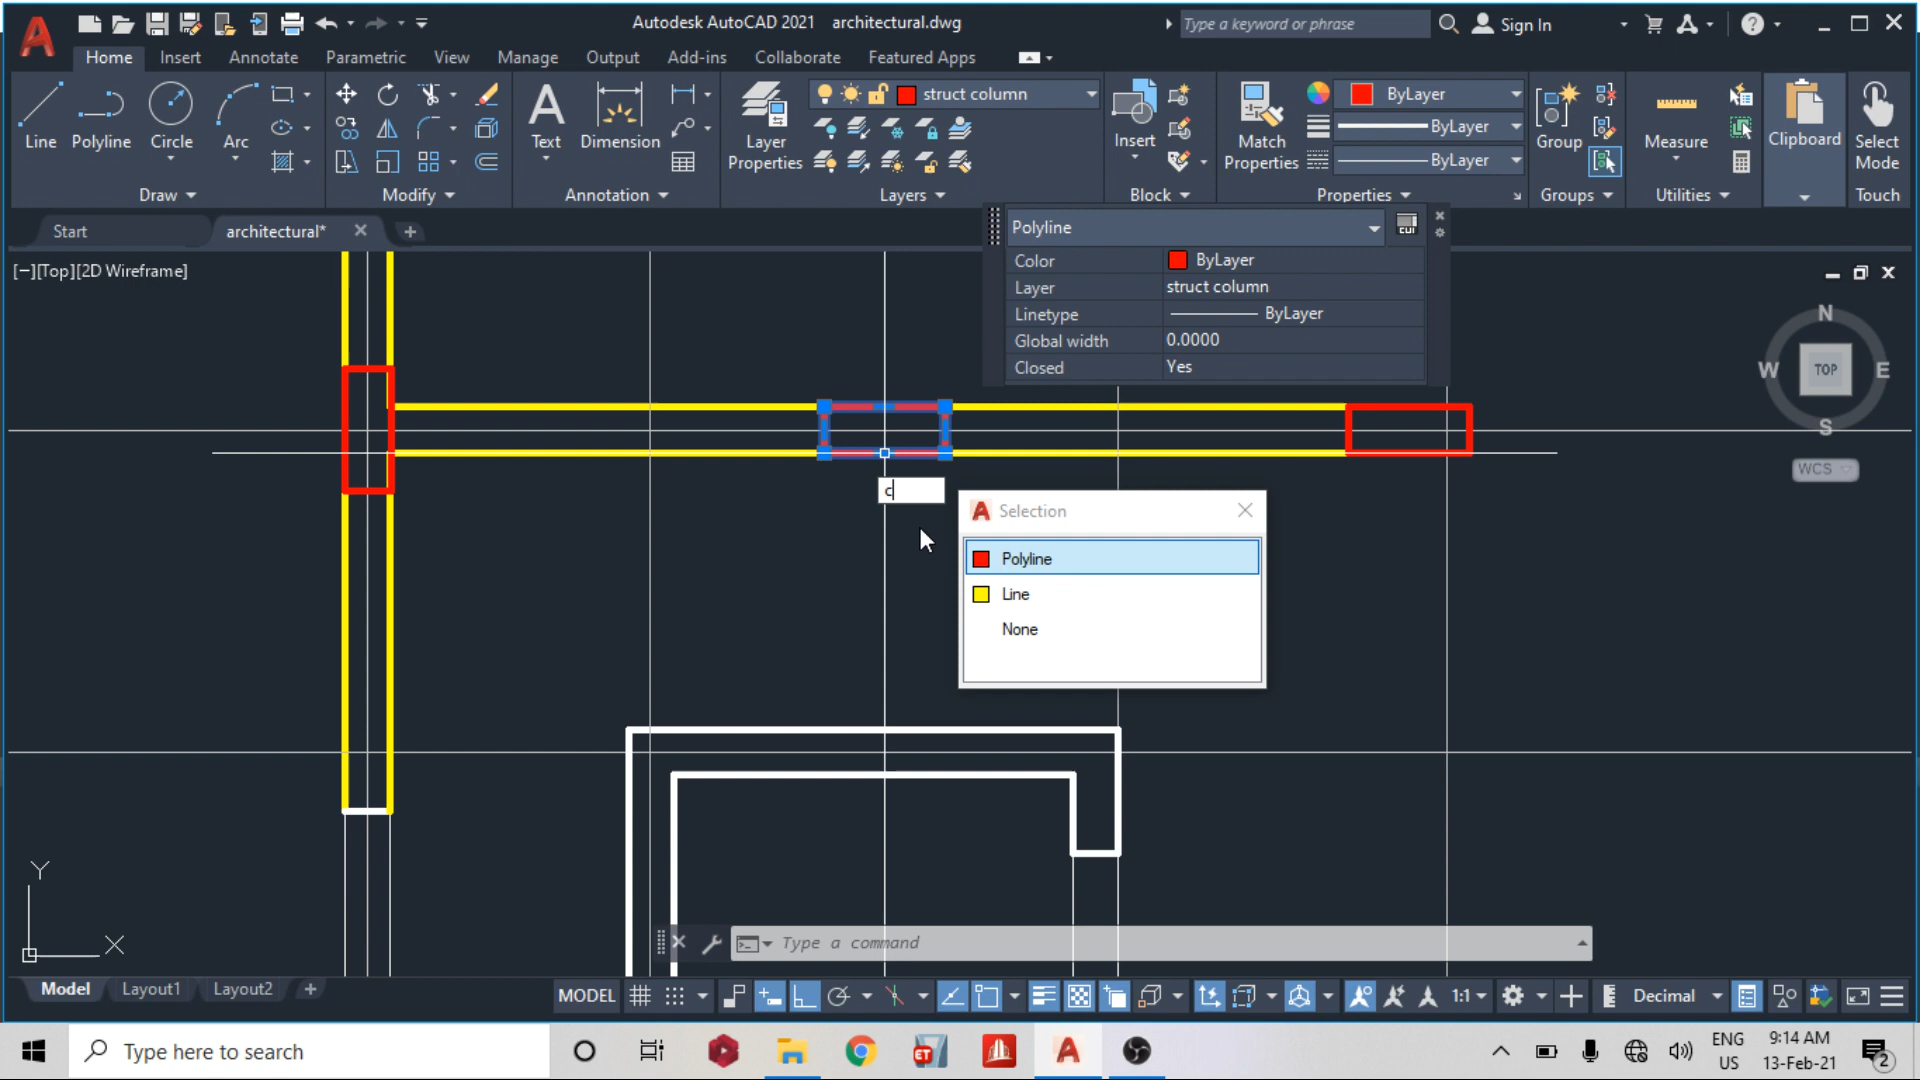 Autodesk AutoCAD 2021 architectural.dwg
Type a keyword or phrase
Sign In
Home Insert Annotate Parametric View Manage Output Add-ins Collaborate Featured Apps
struct column
ByLayer
Line Polyline Circle Arc
Text Dimension
Layer Properties
Insert
Match Properties
ByLayer
ByLayer
Group
Measure
Clipboard
Select Mode
Draw Modify Annotation Layers Block Properties Groups Utilities Touch
Start architectural*
Polyline
CUI
[−][Top][2D Wireframe]
Color ByLayer
Layer struct column
Linetype ByLayer
Global width 0.0000
Closed Yes
N
W TOP E
S
WCS
c
Selection
Polyline
Line
None
Y
X
Type a command
Model Layout1 Layout2
MODEL
1:1
Decimal
Type here to search
ET
ENG
US
9:14 AM
13-Feb-21
2